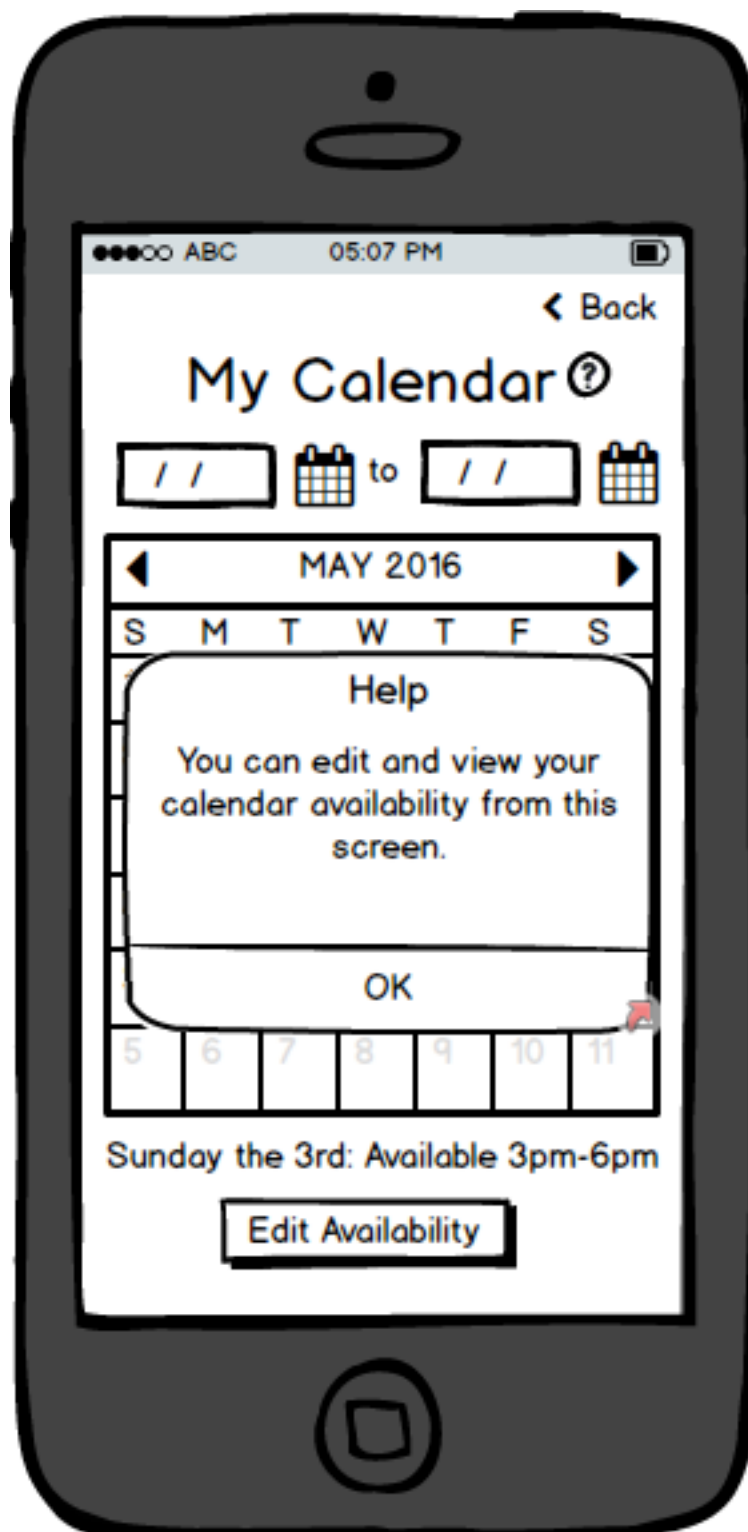 ABC 05:07 PM
Back
My Calendar ?
/ / to / /
MAY 2016
S M T W T F S
Help
You can edit and view your
calendar availability from this
screen.
OK
5 6 7 8 9 10 11
Sunday the 3rd: Available 3pm-6pm
Edit Availability